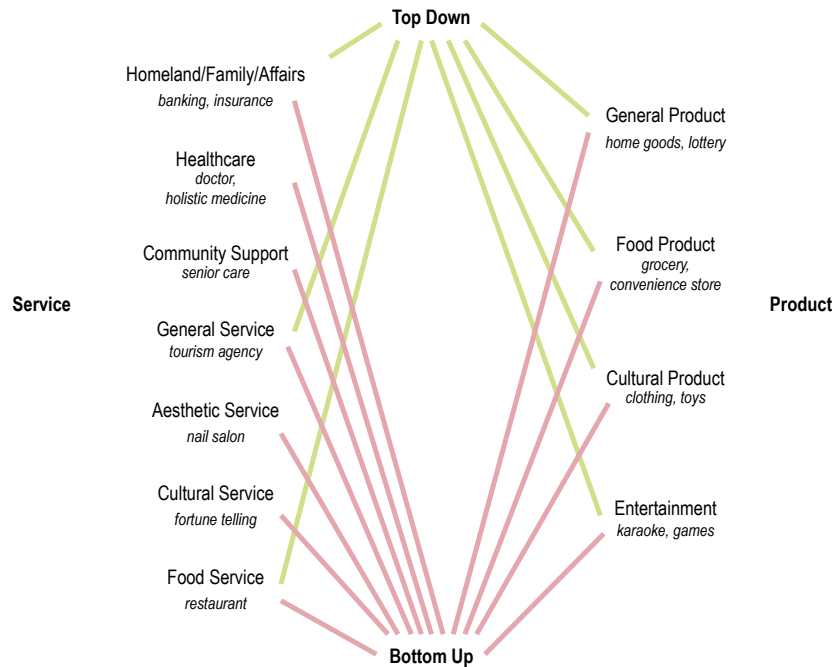 Top Down
Homeland/Family/Affairs
banking, insurance
Healthcare
doctor,
holistic medicine
Community Support
senior care
General Service
tourism agency
Aesthetic Service
nail salon
Cultural Service
fortune telling
Food Service
restaurant
Service
General Product
home goods, lottery
Food Product
grocery,
convenience store
Cultural Product
clothing, toys
Entertainment
karaoke, games
Product
Bottom Up